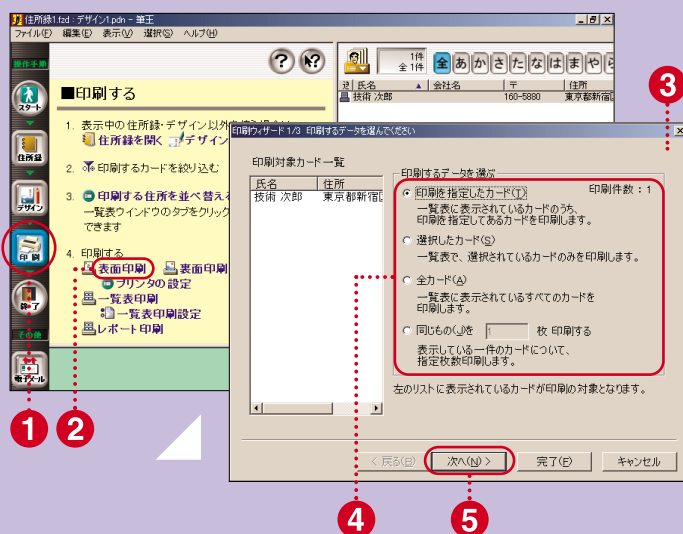 住所録1.fzd : デザイン1.pdn - 筆王
ファイル(F) 編集(E) 表示(V) 選択(S) ヘルプ(H)
操作手順
スタート
住所録
デザイン
印刷
終了
その他
電子メール
■印刷する
1. 表示中の 住所録・デザイン以外
住所録を開く デザイン
2. 印刷するカードを絞り込む
3. 印刷する住所を並べ替える
一覧表ウィンドウのタブをクリック
できます
4. 印刷する
表面印刷 裏面印刷
プリンタの設定
一覧表印刷
一覧表印刷設定
レポート印刷
1件
全 1件
全 あ か さ た な は ま や ら
氏名 会社名 〒 住所
技術 次郎 160-5880 東京都新宿
印刷ウィザード 1/3 印刷するデータを選んでください
印刷対象カード一覧
氏名 住所
技術 次郎 東京都新宿
印刷するデータを選ぶ
印刷を指定したカード(T) 印刷件数 : 1
一覧表に表示されているカードのうち、
印刷を指定してあるカードを印刷します。
選択したカード(S)
一覧表で、選択されているカードのみを印刷します。
全カード(A)
一覧表に表示されているすべてのカードを
印刷します。
同じもの(J)を 1 枚 印刷する
表示している一件のカードについて、
指定枚数印刷します。
左のリストに表示されているカードが印刷の対象となります。
< 戻る(B) 次へ(N) > 完了(F) キャンセル
1
2
3
4
5